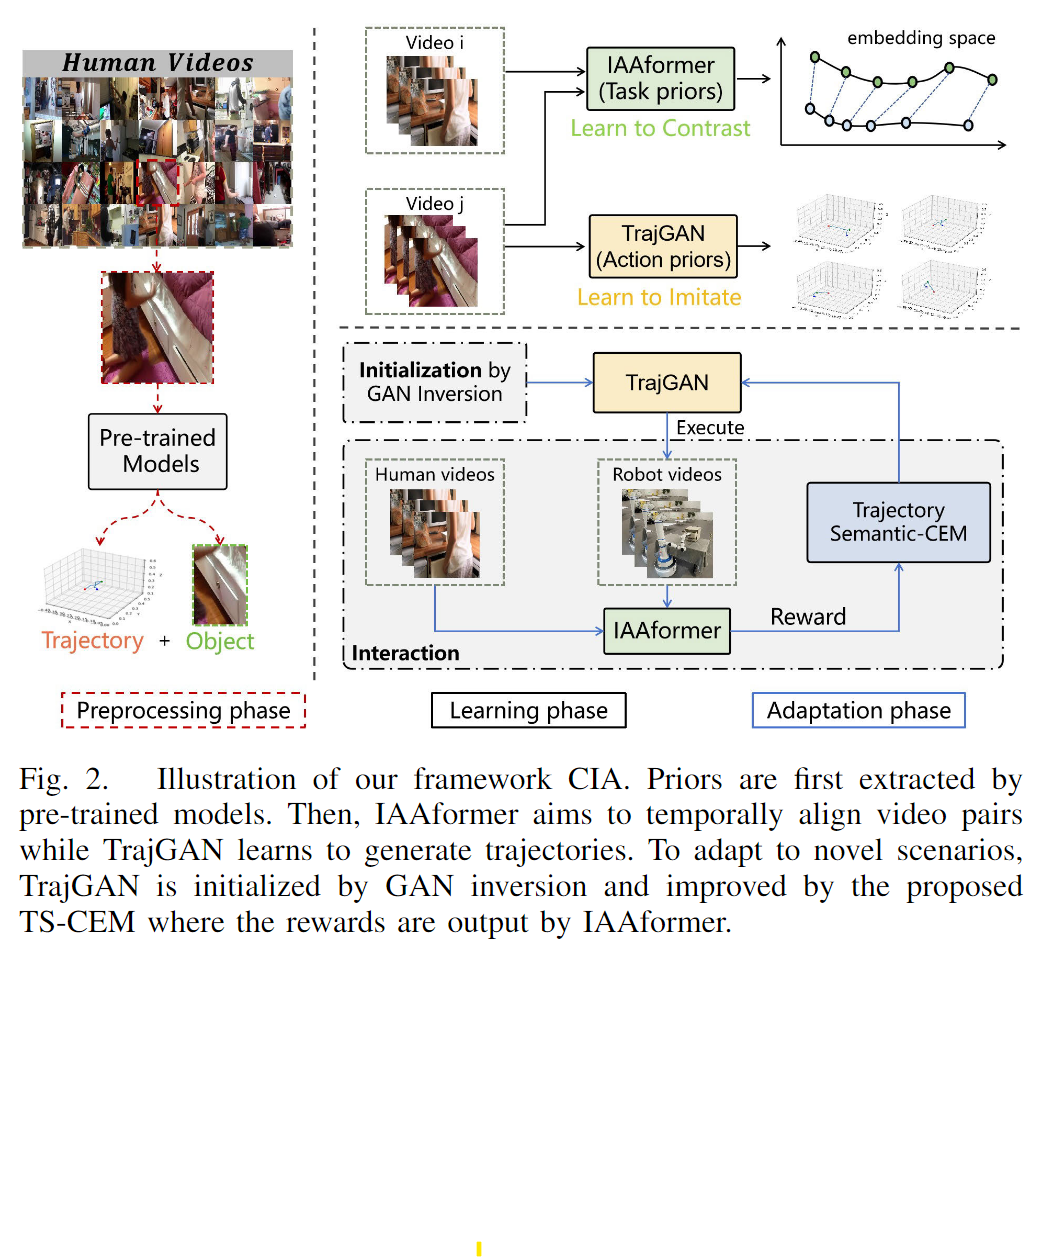 Human Videos
Pre-trained
Models
Trajectory + Object
Video i
IAAformer
(Task priors)
Learn to Contrast
embedding space
Video j
TrajGAN
(Action priors)
Learn to Imitate
Initialization by
GAN Inversion
TrajGAN
Execute
Human videos
Robot videos
Trajectory
Semantic-CEM
IAAformer
Reward
Interaction
Preprocessing phase
Learning phase
Adaptation phase
Fig. 2. Illustration of our framework CIA. Priors are first extracted by
pre-trained models. Then, IAAformer aims to temporally align video pairs
while TrajGAN learns to generate trajectories. To adapt to novel scenarios,
TrajGAN is initialized by GAN inversion and improved by the proposed
TS-CEM where the rewards are output by IAAformer.